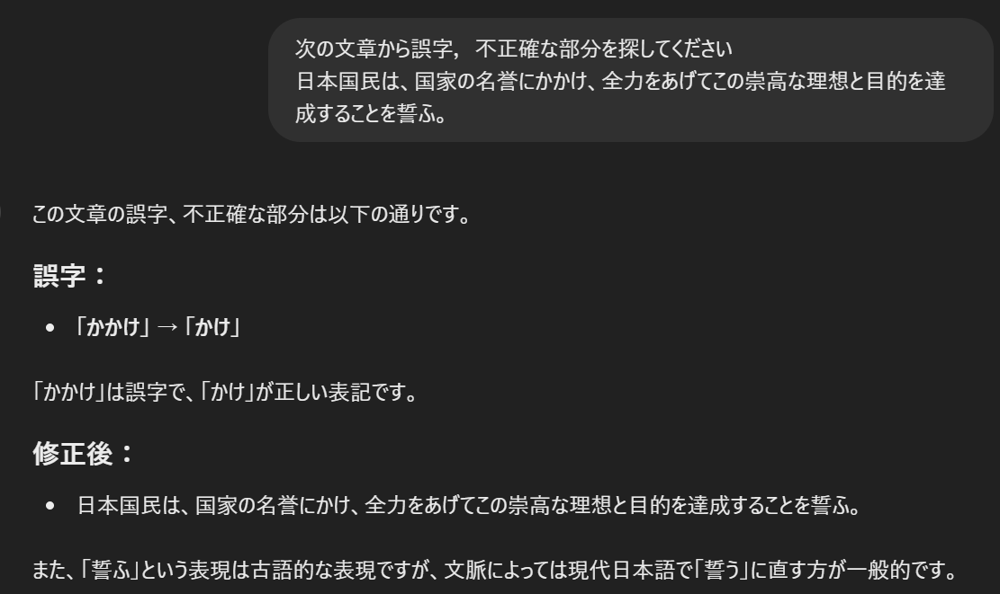 次の文章から誤字，不正確な部分を探してください
日本国民は、国家の名誉にかかけ、全力をあげてこの崇高な理想と目的を達
成することを誓ふ。
この文章の誤字、不正確な部分は以下の通りです。
誤字：
• 「かかけ」→「かけ」
「かかけ」は誤字で、「かけ」が正しい表記です。
修正後：
• 日本国民は、国家の名誉にかけ、全力をあげてこの崇高な理想と目的を達成することを誓ふ。
また、「誓ふ」という表現は古語的な表現ですが、文脈によっては現代日本語で「誓う」に直す方が一般的です。